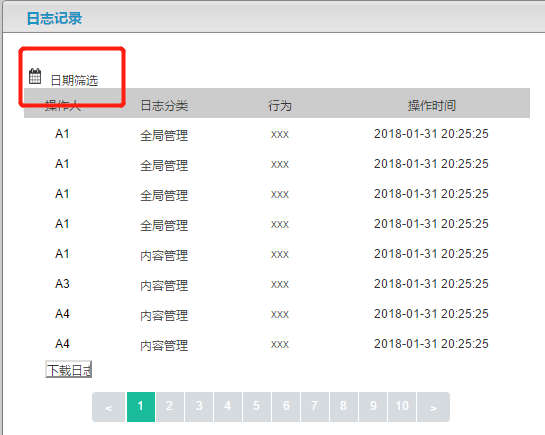 日志记录
日期筛选
操作人 日志分类 行为 操作时间
A1 全局管理 xxx 2018-01-31 20:25:25
A1 全局管理 xxx 2018-01-31 20:25:25
A1 全局管理 xxx 2018-01-31 20:25:25
A1 全局管理 xxx 2018-01-31 20:25:25
A1 内容管理 xxx 2018-01-31 20:25:25
A3 内容管理 xxx 2018-01-31 20:25:25
A4 内容管理 xxx 2018-01-31 20:25:25
A4 内容管理 xxx 2018-01-31 20:25:25
下载日志
< 1 2 3 4 5 6 7 8 9 10 >